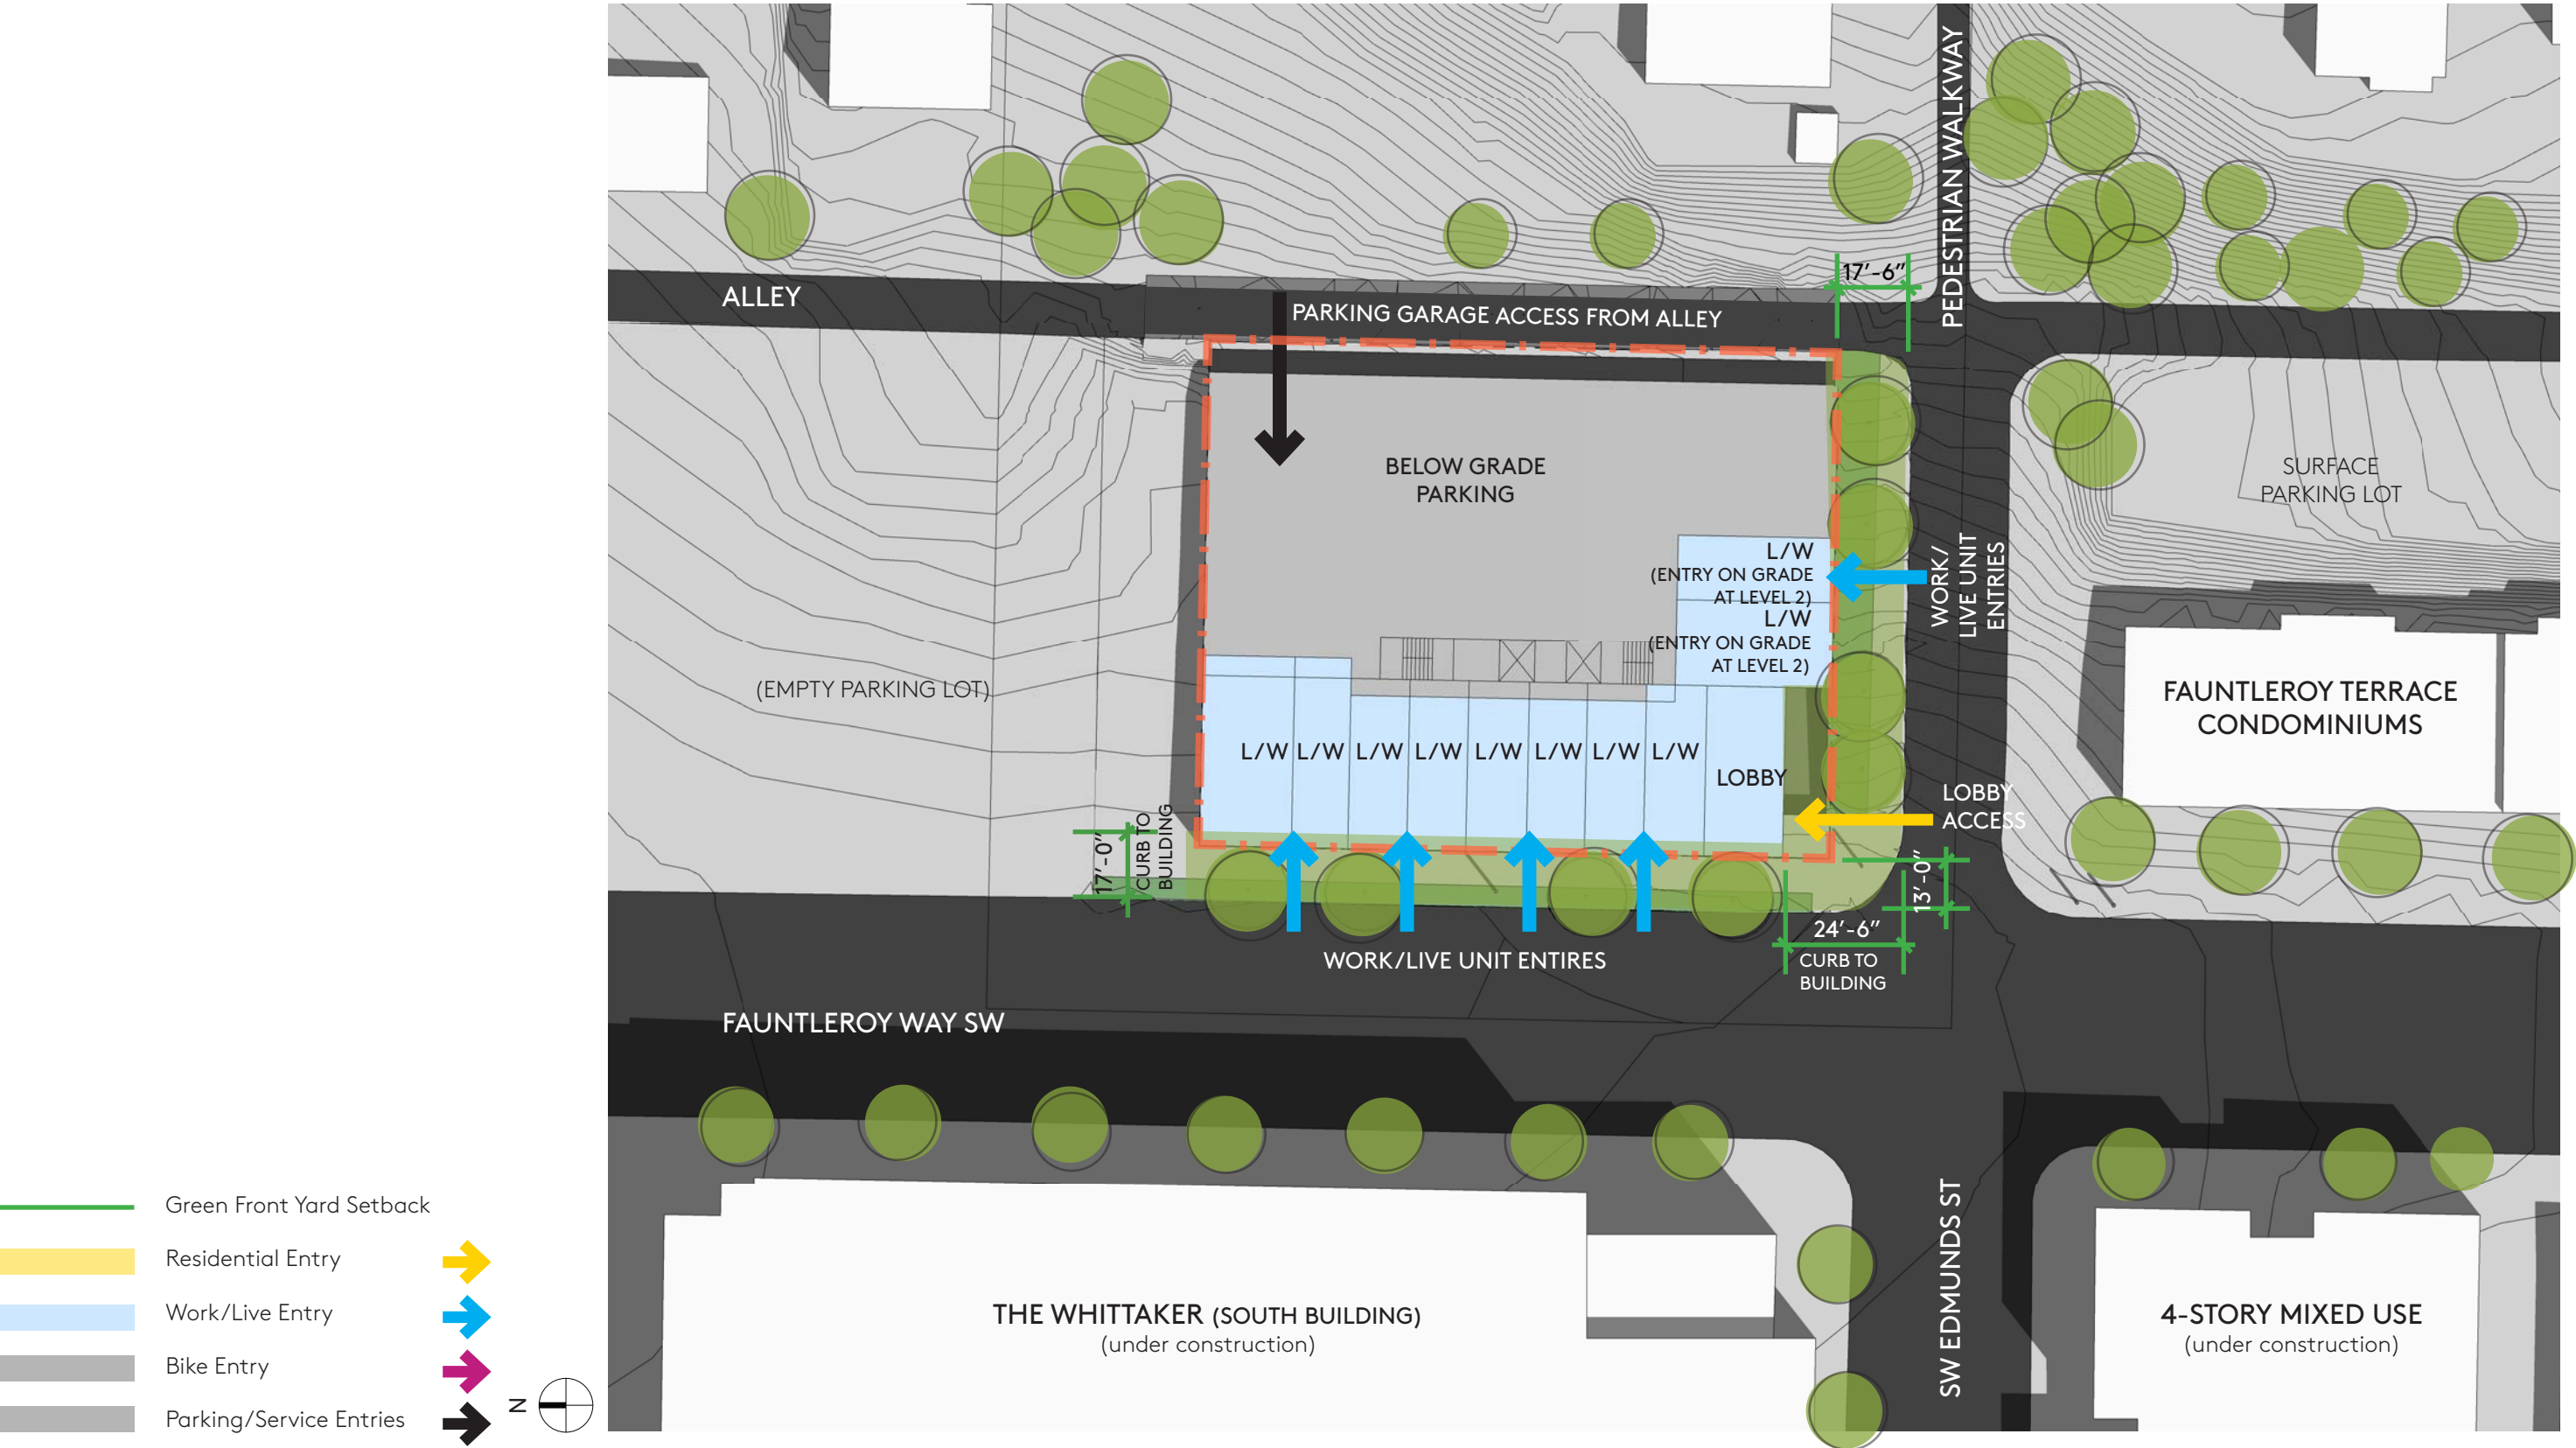 PEDESTRIAN WALKWAY
17’-6”
ALLEY
PARKING GARAGE ACCESS FROM ALLEY
BELOW GRADE
PARKING
SURFACE
PARKING LOT
L/W
(ENTRY ON GRADE
AT LEVEL 2)
L/W
(ENTRY ON GRADE
AT LEVEL 2)
WORK/
LIVE UNIT
ENTRIES
(EMPTY PARKING LOT)
FAUNTLEROY TERRACE
CONDOMINIUMS
L/W L/W L/W L/W L/W L/W L/W L/W
LOBBY
LOBBY
ACCESS
17’-0”
CURB TO
BUILDING
13’-0”
24’-6”
CURB TO
BUILDING
WORK/LIVE UNIT ENTIRES
FAUNTLEROY WAY SW
SW EDMUNDS ST
THE WHITTAKER (SOUTH BUILDING)
(under construction)
4-STORY MIXED USE
(under construction)
Green Front Yard Setback
Residential Entry
Work/Live Entry
Bike Entry
Parking/Service Entries
N